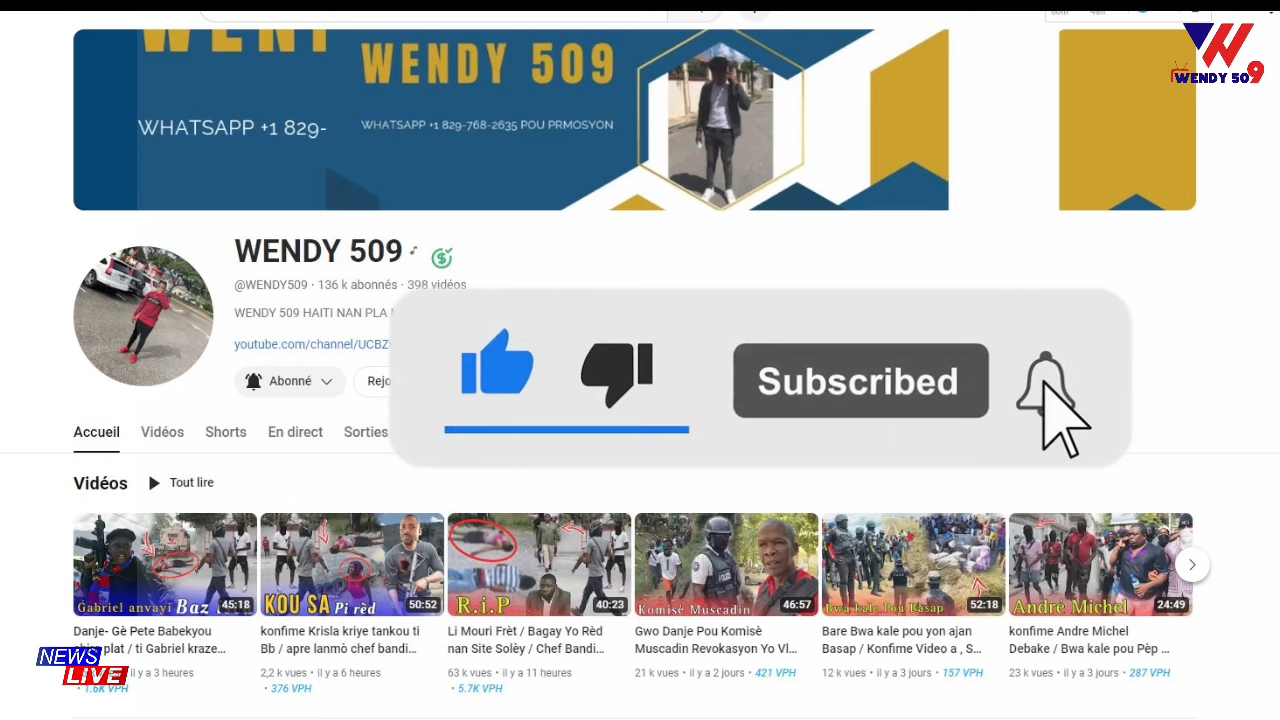 WENDY 509
WENDY 509
WHATSAPP +1 829-
WHATSAPP +1 829-768-2635 POU PRMOSYON
WENDY 509
@WENDY509 · 136 k abonnés · 398 vidéos
WENDY 509 HAITI NAN PLA
youtube.com/channel/UCBZ
Abonné
Rejo
Subscribed
Accueil
Vidéos
Shorts
En direct
Sorties
Vidéos
Tout lire
Gabriel anvayi Baz
45:18
KOU SA Pi rèd
50:52
R.i.P
40:23
POLICE
Komisè Muscadin
46:57
Bwa kale pou Basap
52:18
André Michel
24:49
Danje- Gè Pete Babekyou
plat / ti Gabriel kraze…
il y a 3 heures
· 1.6K VPH
konfime Krisla kriye tankou ti
Bb / apre lanmò chef bandi…
2,2 k vues · il y a 6 heures
· 376 VPH
Li Mouri Frèt / Bagay Yo Rèd
nan Site Solèy / Chef Bandi…
63 k vues · il y a 11 heures
· 5.7K VPH
Gwo Danje Pou Komisè
Muscadin Revokasyon Yo Vl…
21 k vues · il y a 2 jours · 421 VPH
Bare Bwa kale pou yon ajan
Basap / Konfime Video a , S…
12 k vues · il y a 3 jours · 157 VPH
konfime Andre Michel
Debake / Bwa kale pou Pèp …
23 k vues · il y a 3 jours · 287 VPH
NEWS
LIVE